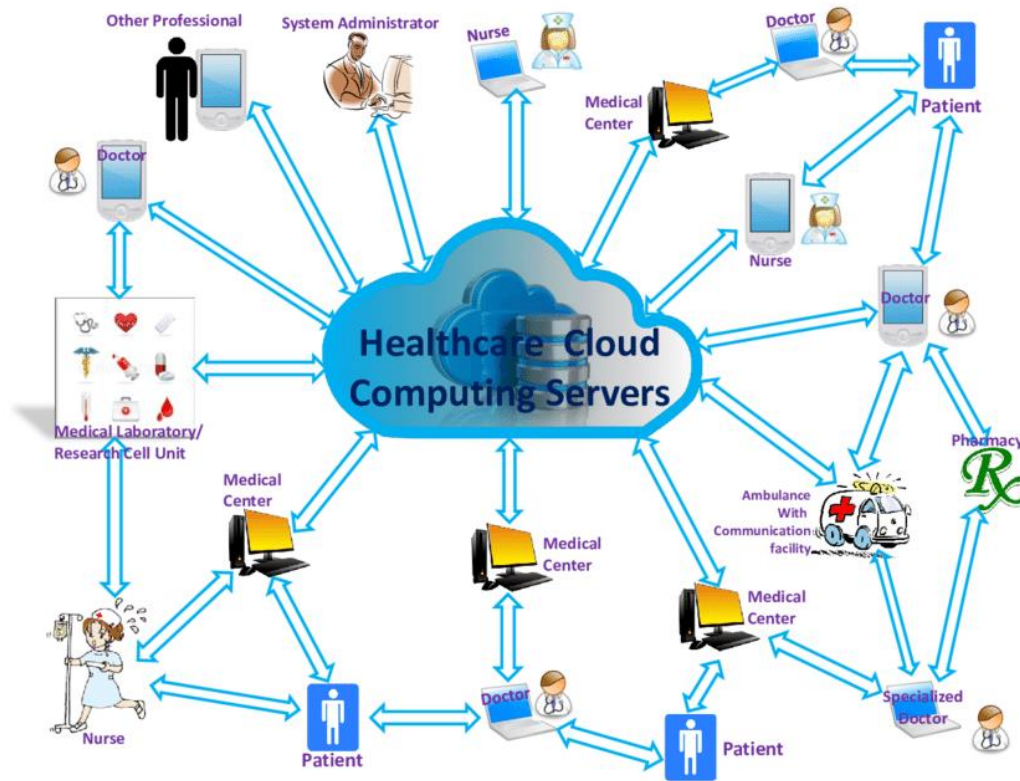 Other Professional
System Administrator
Nurse
Doctor
Medical
Center
Patient
Doctor
Nurse
Doctor
Healthcare Cloud
Computing Servers
Medical Laboratory/
Research Cell Unit
Pharmacy
Rx
Medical
Center
Ambulance
With
Communication
facility
Medical
Center
Medical
Center
Nurse
Patient
Doctor
Patient
Specialized
Doctor